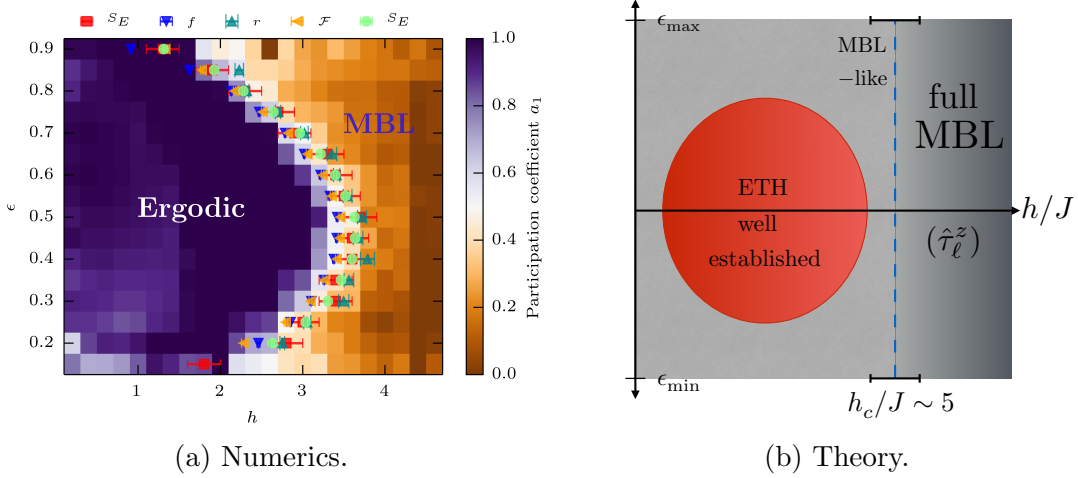 S_E f r 𝓕 S_E
0.9
0.8
0.7
0.6
0.5
0.4
0.3
0.2
ϵ
1
2
3
4
h
Ergodic
MBL
1.0
0.8
0.6
0.4
0.2
0.0
Participation coefficient a_1
(a) Numerics.
ϵ_max
MBL
−like
full
MBL
ETH
well
established
h/J
(τ̂_ℓ^z)
ϵ_min
h_c/J ∼ 5
(b) Theory.